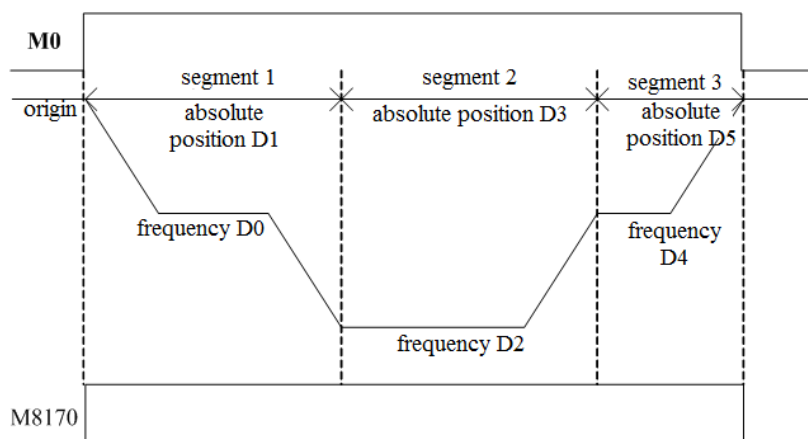 M0
segment 1
segment 2
segment 3
origin
absolute
position D1
absolute position D3
absolute
position D5
frequency D0
frequency
D4
frequency D2
M8170